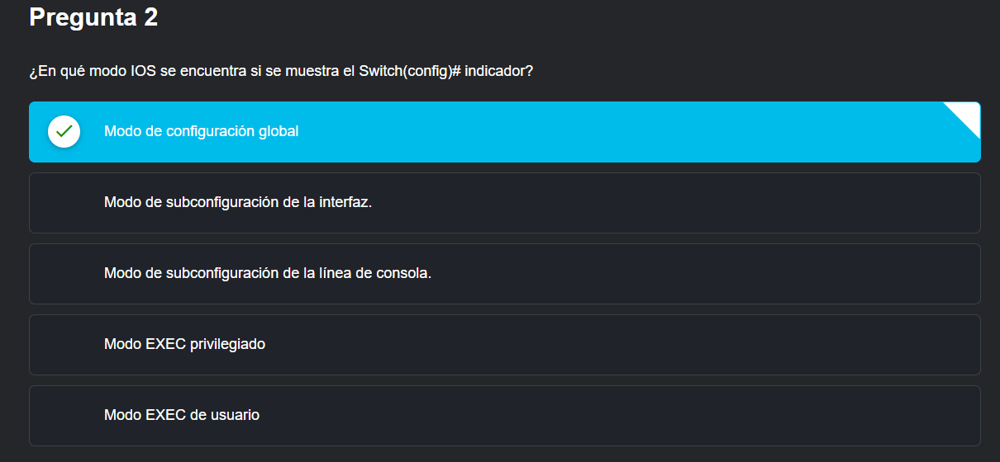 Pregunta 2
¿En qué modo IOS se encuentra si se muestra el Switch(config)# indicador?
Modo de configuración global
Modo de subconfiguración de la interfaz.
Modo de subconfiguración de la línea de consola.
Modo EXEC privilegiado
Modo EXEC de usuario